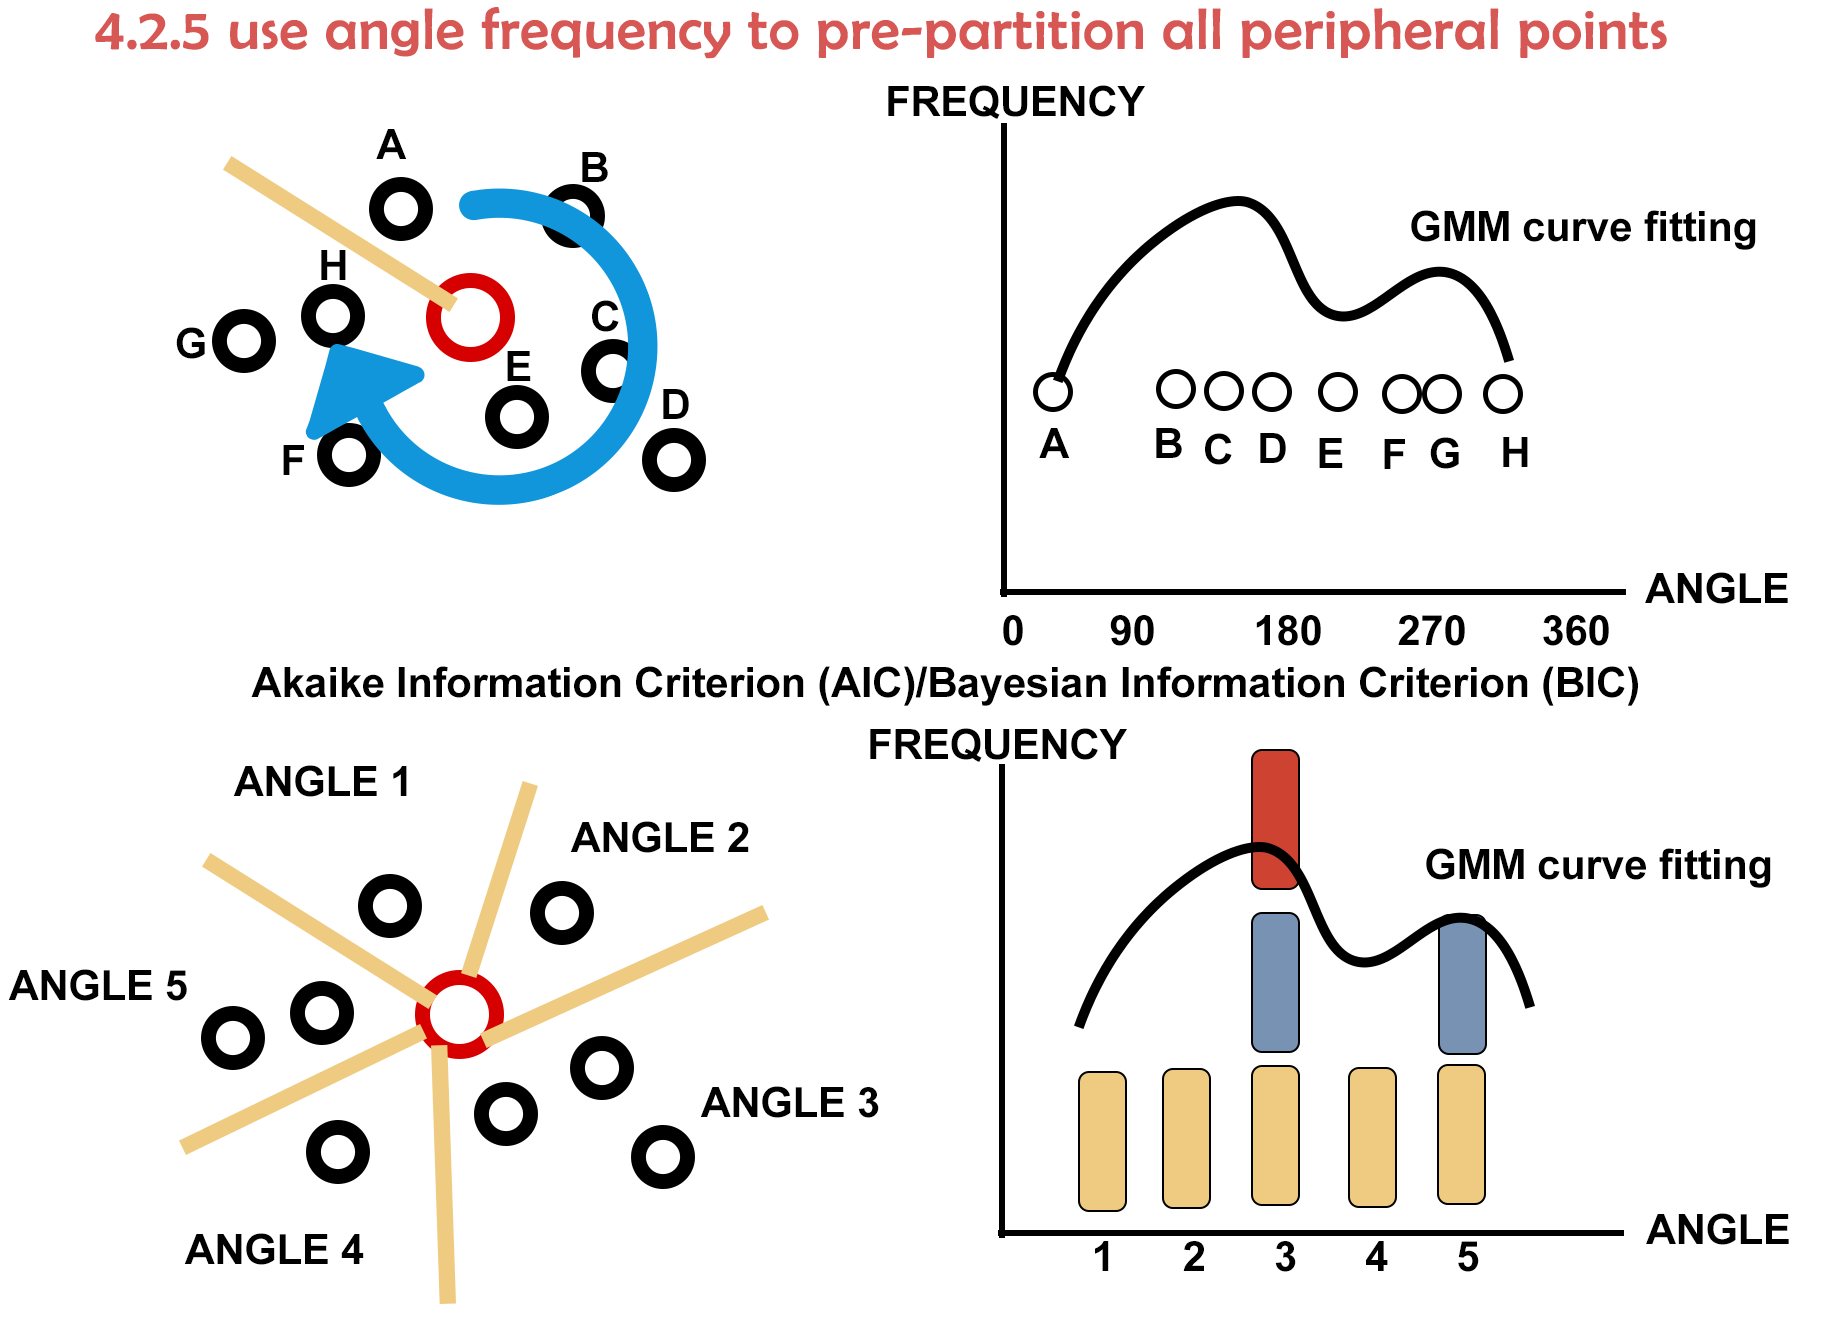 4.2.5 use angle frequency to pre-partition all peripheral points
A
B
H
G
C
E
D
F
FREQUENCY
GMM curve fitting
A B C D E F G H
ANGLE
0 90 180 270 360
Akaike Information Criterion (AIC)/Bayesian Information Criterion (BIC)
ANGLE 1
ANGLE 2
ANGLE 5
ANGLE 3
ANGLE 4
FREQUENCY
GMM curve fitting
ANGLE
1 2 3 4 5